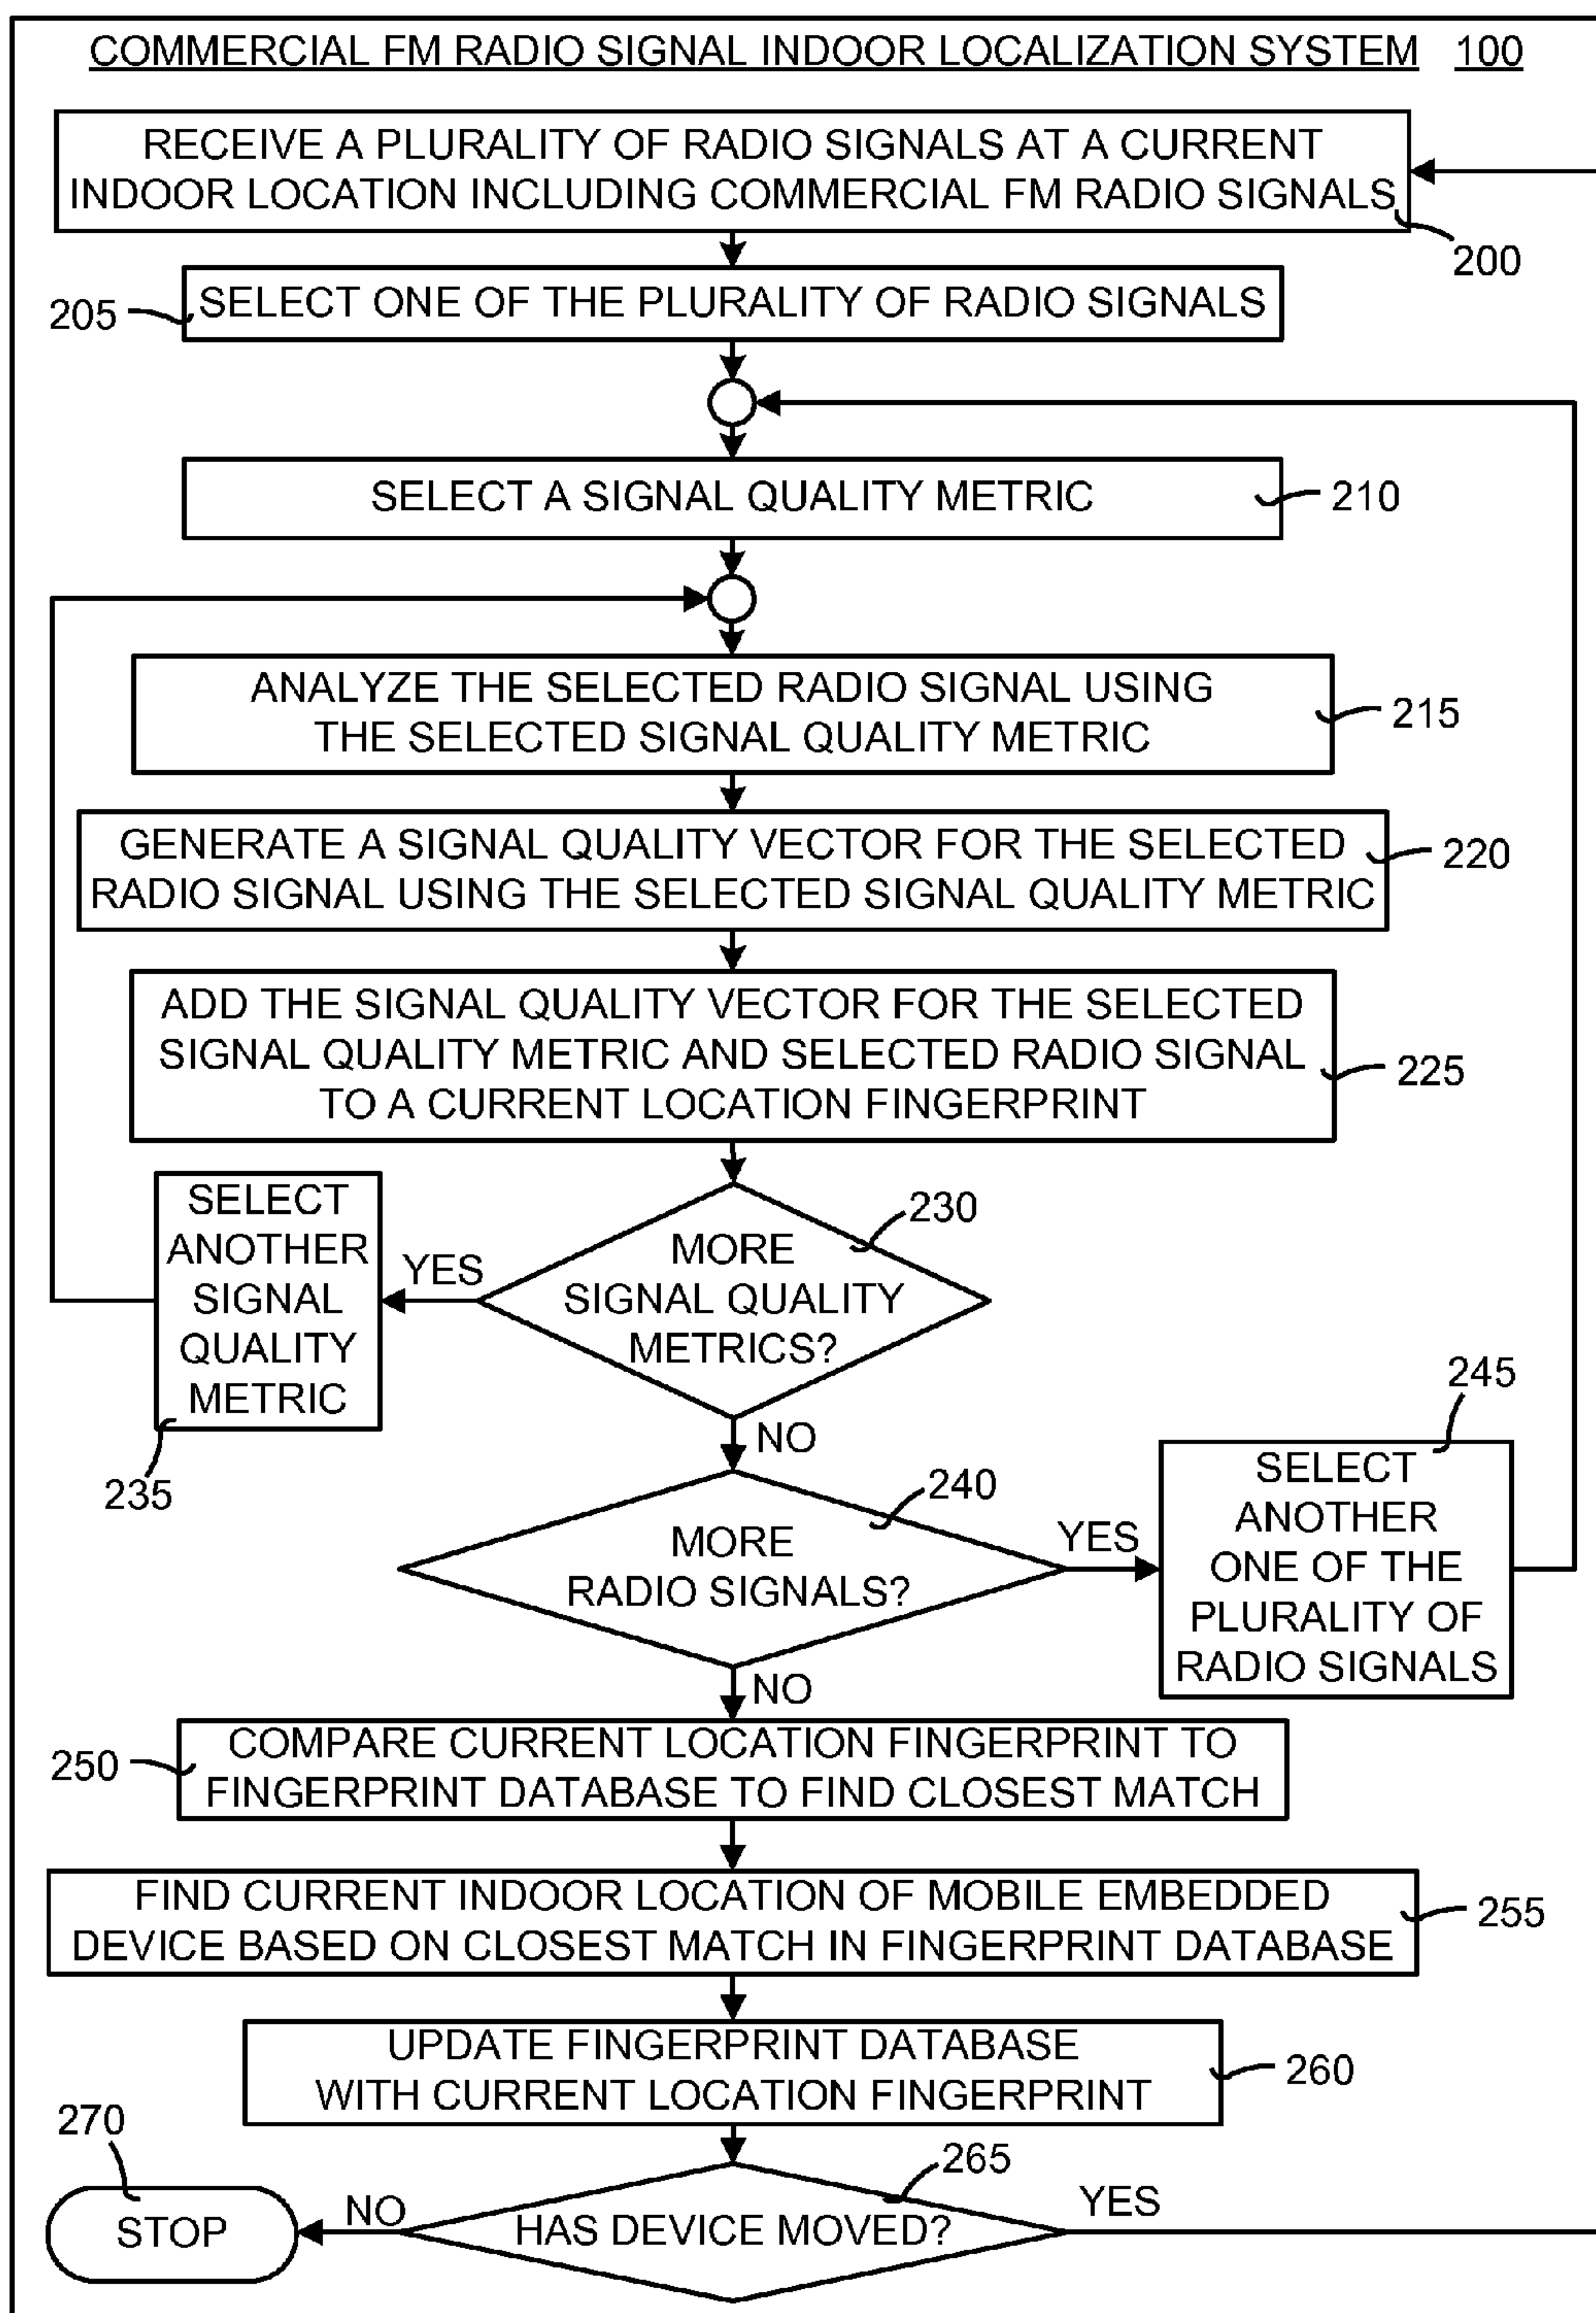 COMMERCIAL FM RADIO SIGNAL INDOOR LOCALIZATION SYSTEM 100
RECEIVE A PLURALITY OF RADIO SIGNALS AT A CURRENT
INDOOR LOCATION INCLUDING COMMERCIAL FM RADIO SIGNALS
200
205
SELECT ONE OF THE PLURALITY OF RADIO SIGNALS
SELECT A SIGNAL QUALITY METRIC
210
ANALYZE THE SELECTED RADIO SIGNAL USING
THE SELECTED SIGNAL QUALITY METRIC
215
GENERATE A SIGNAL QUALITY VECTOR FOR THE SELECTED
RADIO SIGNAL USING THE SELECTED SIGNAL QUALITY METRIC
220
ADD THE SIGNAL QUALITY VECTOR FOR THE SELECTED
SIGNAL QUALITY METRIC AND SELECTED RADIO SIGNAL
TO A CURRENT LOCATION FINGERPRINT
225
230
MORE
SIGNAL QUALITY
METRICS?
YES
SELECT
ANOTHER
SIGNAL
QUALITY
METRIC
235
NO
240
MORE
RADIO SIGNALS?
YES
245
SELECT
ANOTHER
ONE OF THE
PLURALITY OF
RADIO SIGNALS
NO
250
COMPARE CURRENT LOCATION FINGERPRINT TO
FINGERPRINT DATABASE TO FIND CLOSEST MATCH
FIND CURRENT INDOOR LOCATION OF MOBILE EMBEDDED
DEVICE BASED ON CLOSEST MATCH IN FINGERPRINT DATABASE
255
UPDATE FINGERPRINT DATABASE
WITH CURRENT LOCATION FINGERPRINT
260
265
HAS DEVICE MOVED?
YES
NO
270
STOP